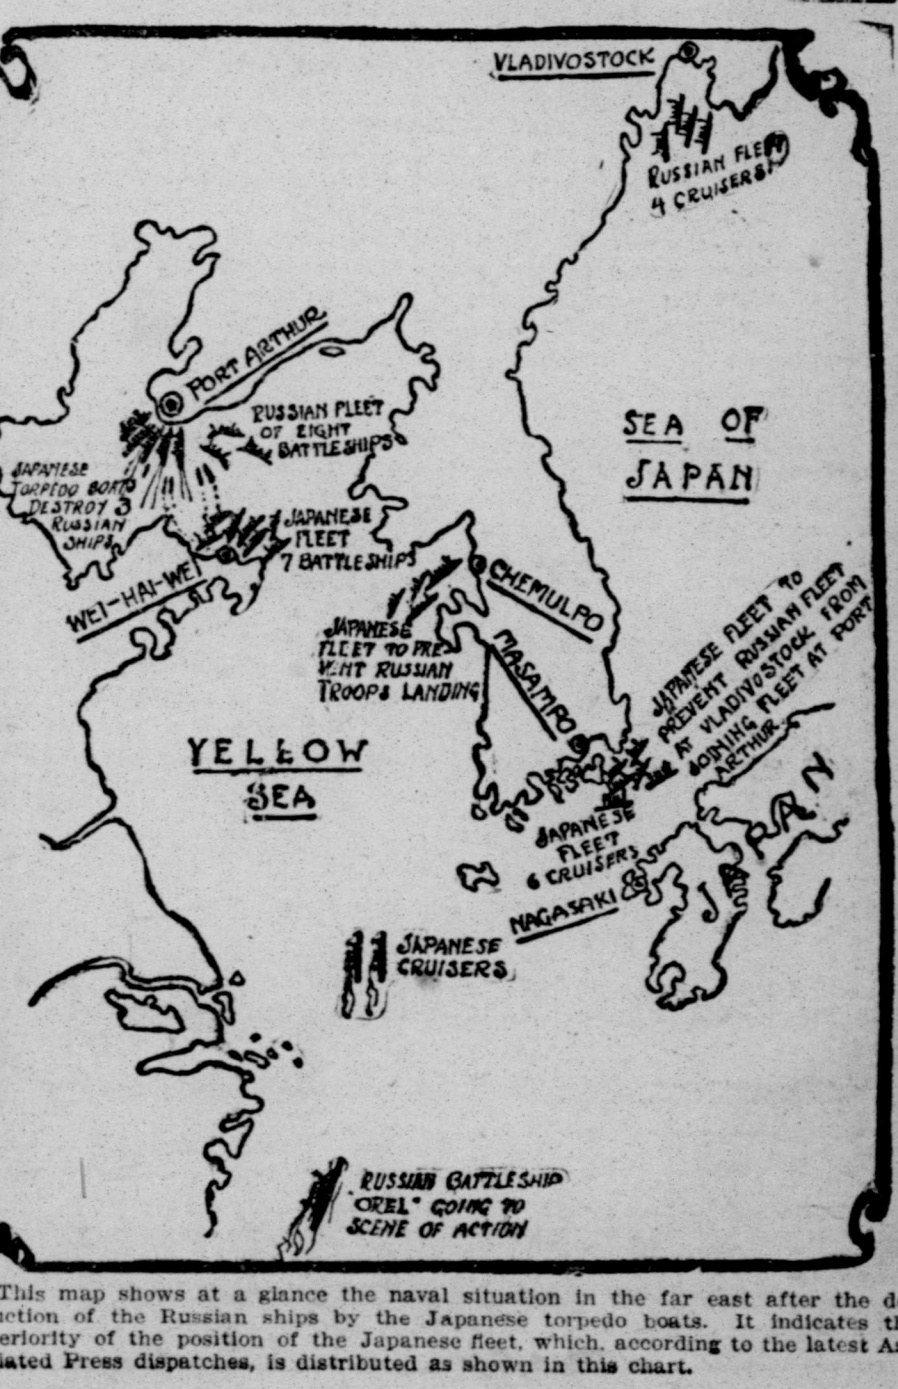 VLADIVOSTOCK
RUSSIAN FLEET
4 CRUISERS
PORT ARTHUR
RUSSIAN FLEET
OF EIGHT
BATTLESHIPS
JAPANESE
TORPEDO BOATS
DESTROY 3
RUSSIAN
SHIPS
SEA OF
JAPAN
JAPANESE
FLEET
7 BATTLESHIPS
WEI-HAI-WEI
CHEMULPO
JAPANESE
FLEET TO PRE-
VENT RUSSIAN
TROOPS LANDING
MASAMPO
JAPANESE FLEET TO
PREVENT RUSSIAN FLEET
AT VLADIVOSTOCK FROM
JOINING FLEET AT PORT
ARTHUR
YELLOW
SEA
JAPAN
JAPANESE
FLEET
6 CRUISERS
NAGASAKI
JAPANESE
CRUISERS
RUSSIAN BATTLESHIP
"OREL" GOING TO
SCENE OF ACTION
This map shows at a glance the naval situation in the far east after the
of the Russian ships by the Japanese torpedo boats. It indicates
of the position of the Japanese fleet, which, according to the latest
Press dispatches, is distributed as shown in this chart.